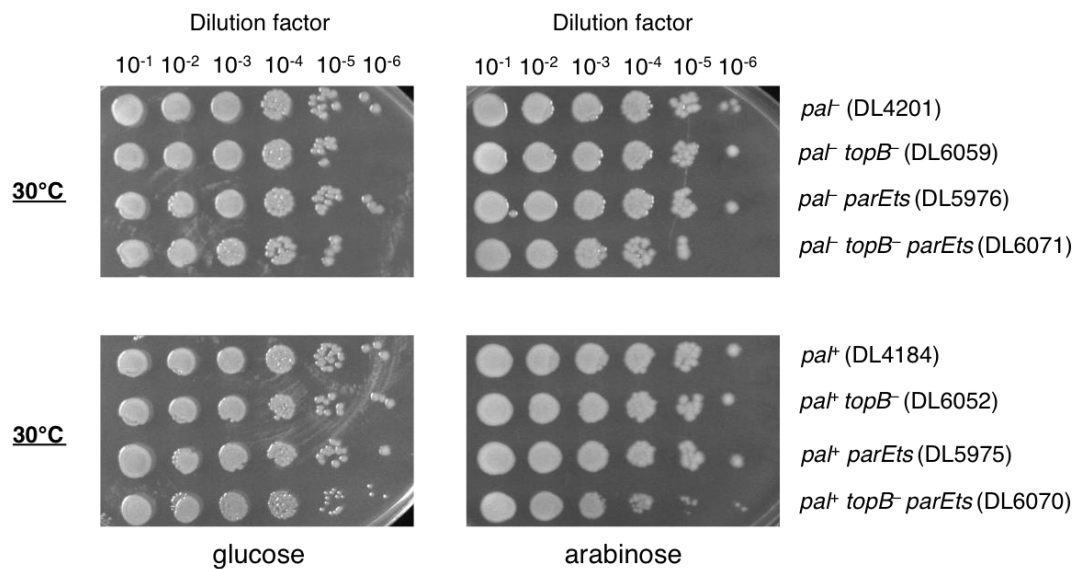 Dilution factor Dilution factor
10-1 10-2 10-3 10-4 10-5 10-6 10-1 10-2 10-3 10-4 10-5 10-6
pal– (DL4201)
pal– topB– (DL6059)
30°C
pal– parEts (DL5976)
pal– topB– parEts (DL6071)
pal+ (DL4184)
pal+ topB– (DL6052)
30°C
pal+ parEts (DL5975)
pal+ topB– parEts (DL6070)
glucose arabinose